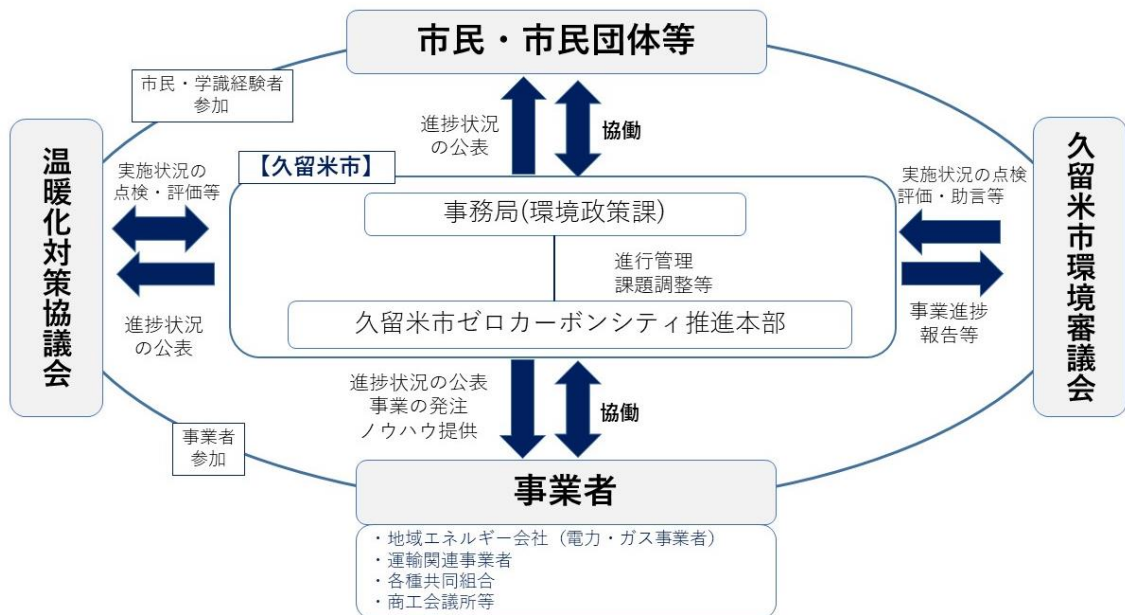 市民・市民団体等
市民・学識経験者
参加
進捗状況
の公表
協働
温暖化対策協議会
実施状況の
点検・評価等
進捗状況
の公表
【久留米市】
事務局(環境政策課)
進行管理
課題調整等
久留米市ゼロカーボンシティ推進本部
実施状況の点検
評価・助言等
事業進捗
報告等
久留米市環境審議会
進捗状況の公表
事業の発注
ノウハウ提供
協働
事業者
参加
事業者
・地域エネルギー会社（電力・ガス事業者）
・運輸関連事業者
・各種共同組合
・商工会議所等